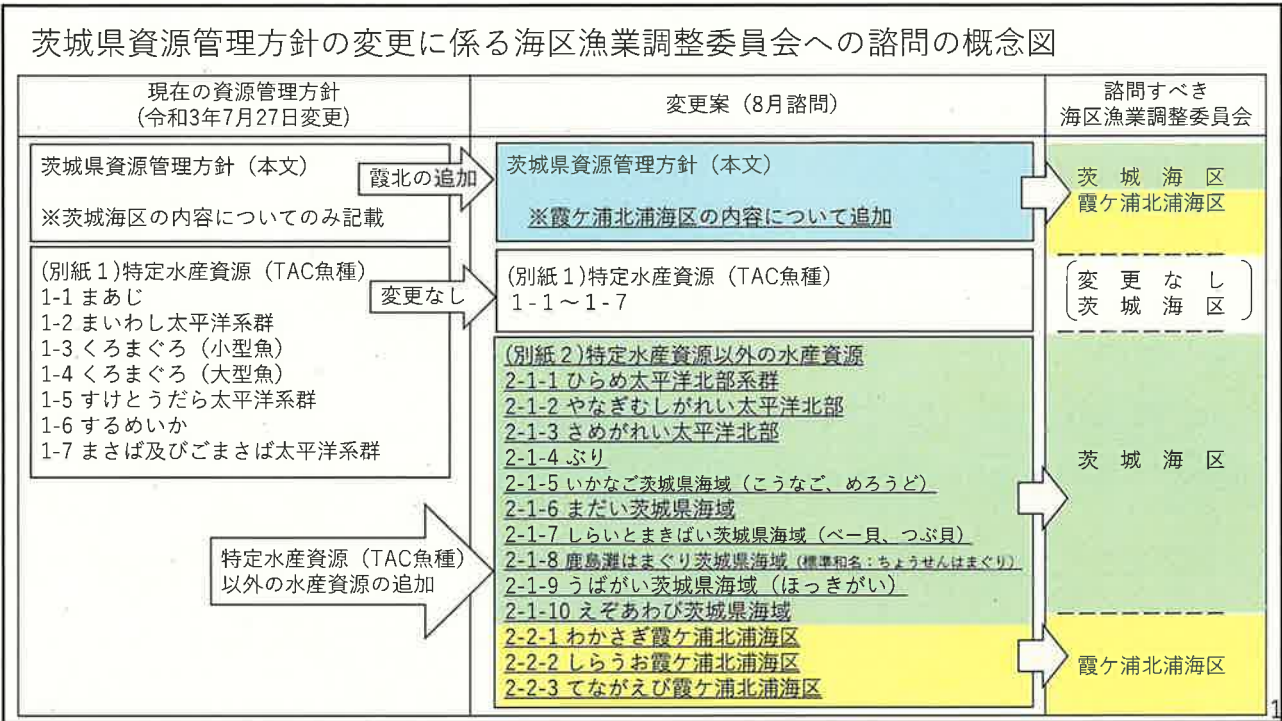 茨城県資源管理方針の変更に係る海区漁業調整委員会への諮問の概念図
現在の資源管理方針
(令和3年7月27日変更)
変更案（8月諮問）
諮問すべき
海区漁業調整委員会
茨城県資源管理方針（本文）
※茨城海区の内容についてのみ記載
霞北の追加
茨城県資源管理方針（本文）
※霞ケ浦北浦海区の内容について追加
茨 城 海 区
霞ケ浦北浦海区
(別紙１)特定水産資源（TAC魚種）
1-1 まあじ
1-2 まいわし太平洋系群
1-3 くろまぐろ（小型魚）
1-4 くろまぐろ（大型魚）
1-5 すけとうだら太平洋系群
1-6 するめいか
1-7 まさば及びごまさば太平洋系群
変更なし
(別紙１)特定水産資源（TAC魚種）
１-１～１-７
変 更 な し
茨 城 海 区
特定水産資源（TAC魚種）
以外の水産資源の追加
(別紙２)特定水産資源以外の水産資源
2-1-1 ひらめ太平洋北部系群
2-1-2 やなぎむしがれい太平洋北部
2-1-3 さめがれい太平洋北部
2-1-4 ぶり
2-1-5 いかなご茨城県海域（こうなご、めろうど）
2-1-6 まだい茨城県海域
2-1-7 しらいとまきばい茨城県海域（べー貝、つぶ貝）
2-1-8 鹿島灘はまぐり茨城県海域（標準和名：ちょうせんはまぐり）
2-1-9 うばがい茨城県海域（ほっきがい）
2-1-10 えぞあわび茨城県海域
2-2-1 わかさぎ霞ケ浦北浦海区
2-2-2 しらうお霞ケ浦北浦海区
2-2-3 てながえび霞ケ浦北浦海区
茨 城 海 区
霞ケ浦北浦海区
1